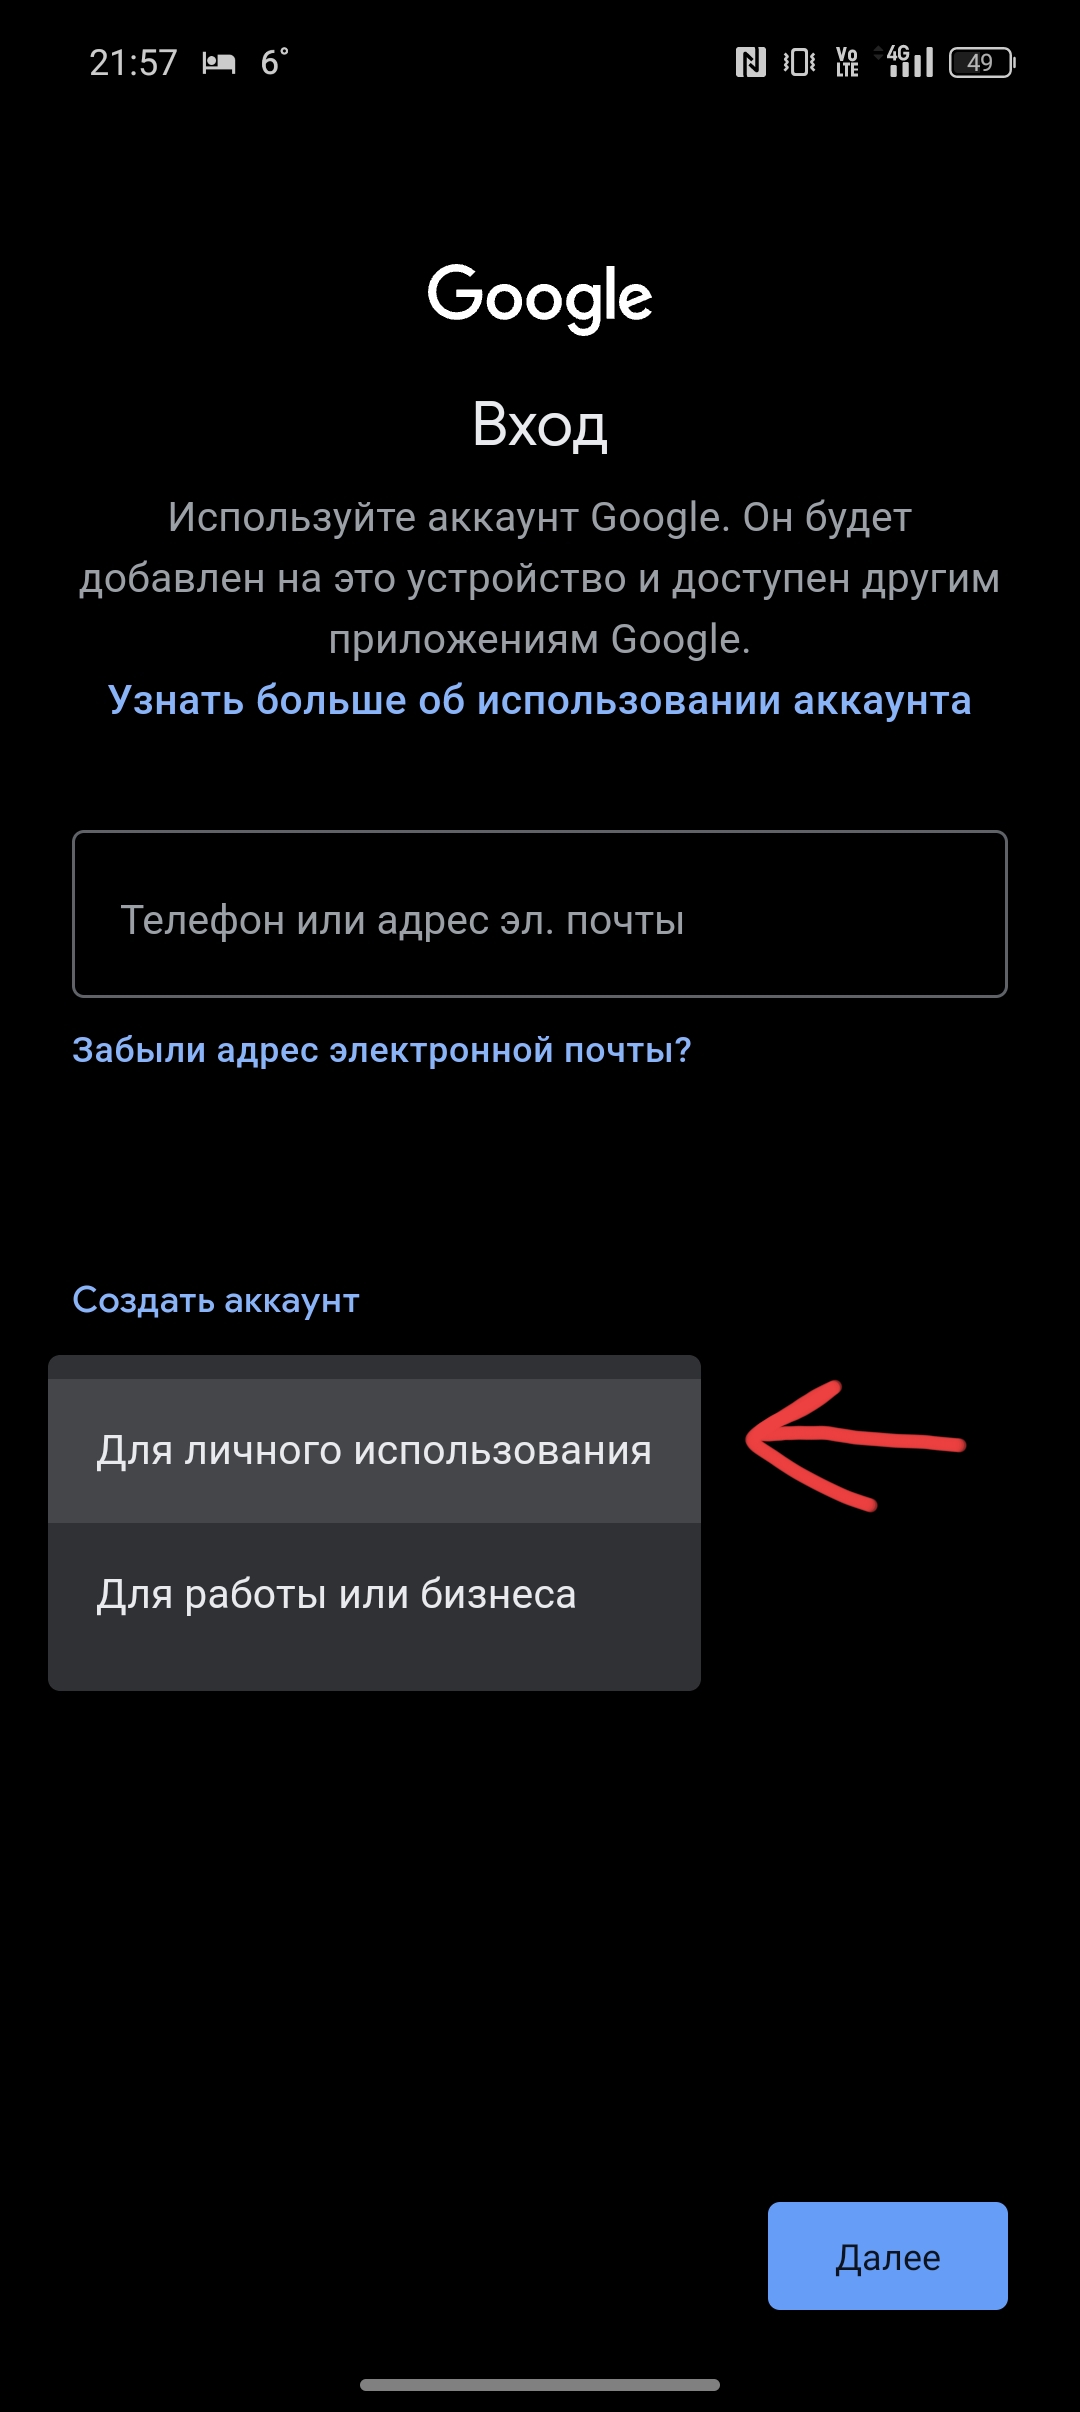 21:57 6°
Vo LTE 4G 49
Google
Вход
Используйте аккаунт Google. Он будет
добавлен на это устройство и доступен другим
приложениям Google.
Узнать больше об использовании аккаунта
Телефон или адрес эл. почты
Забыли адрес электронной почты?
Создать аккаунт
Для личного использования
Для работы или бизнеса
Далее